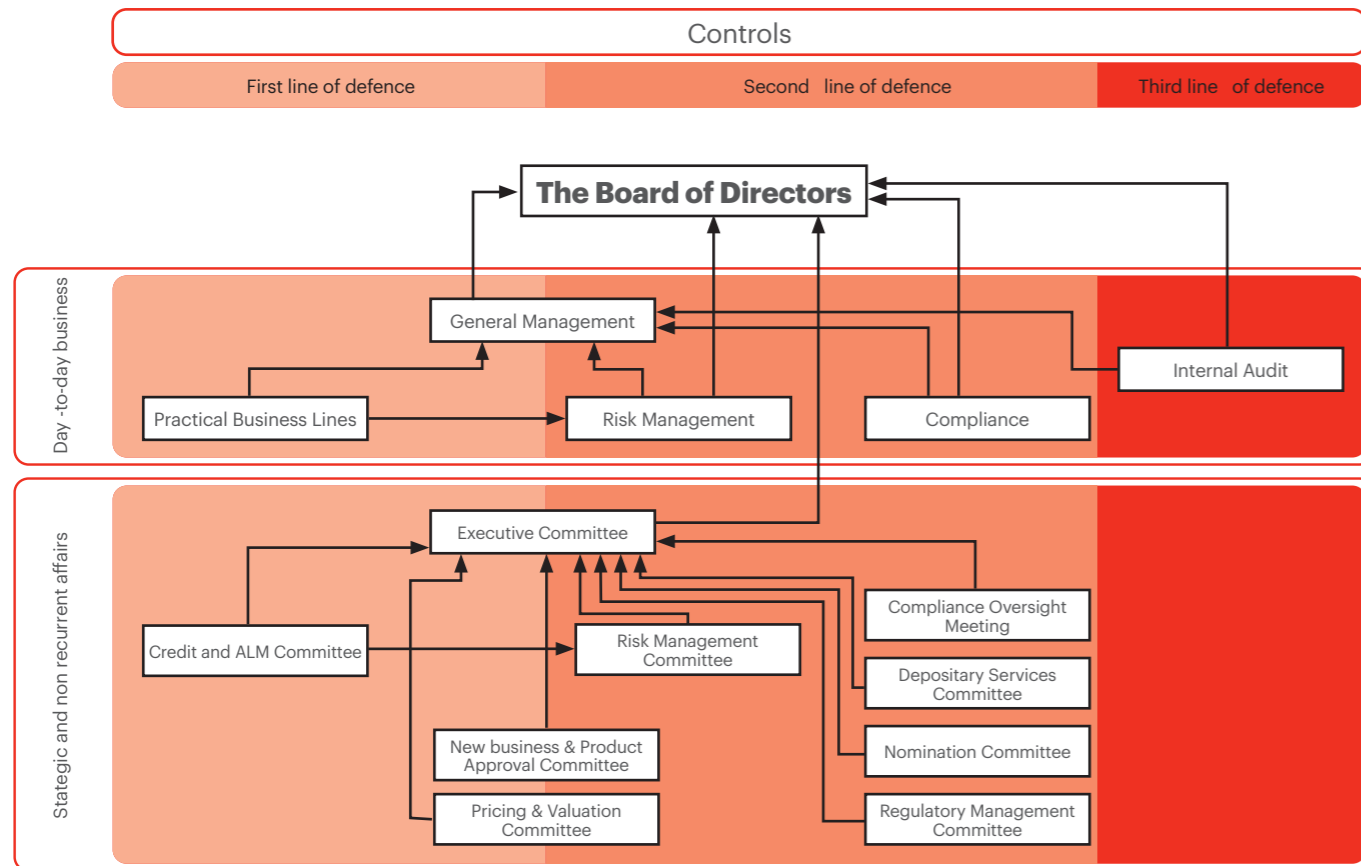 Controls
First line of defence
Second line of defence
Third line of defence
The Board of Directors
Day -to-day business
General Management
Internal Audit
Practical Business Lines
Risk Management
Compliance
Stategic and non recurrent affairs
Executive Committee
Compliance Oversight
Meeting
Credit and ALM Committee
Risk Management
Committee
Depositary Services
Committee
New business & Product
Approval Committee
Nomination Committee
Pricing & Valuation
Committee
Regulatory Management
Committee